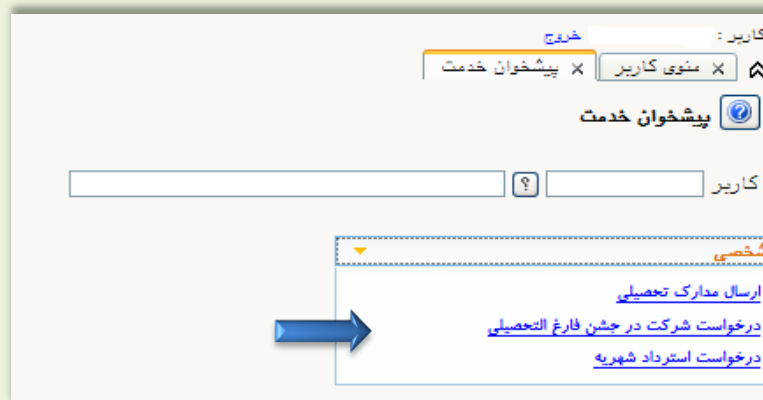 کاربر : خروج
منوی کاربر x پیشخوان خدمت x
پیشخوان خدمت
کاربر ?
شخصی
ارسال مدارک تحصیلی
درخواست شرکت در جشن فارغ التحصیلی
درخواست استرداد شهریه